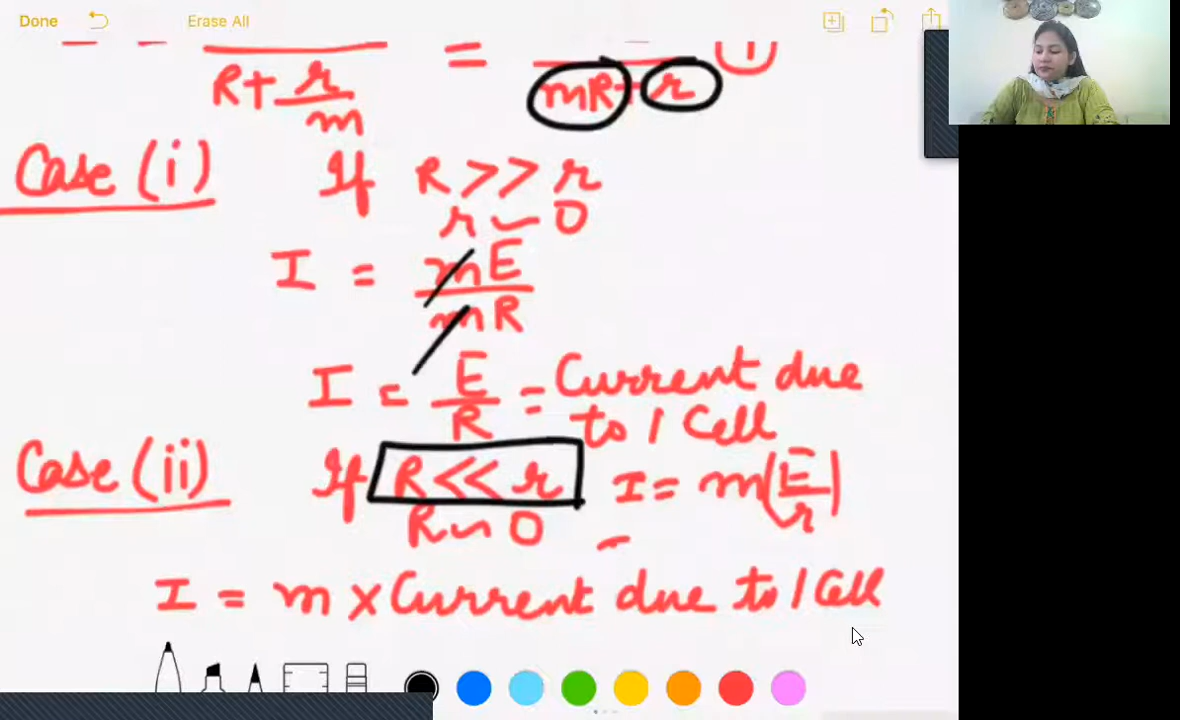 Done Erase All
R+ r/m = mR+r
Case (i) If R >> r
r ~ 0
I = mE/mR
I = E/R = Current due
to 1 Cell
Case (ii) If R << r I = m(E/r)
R ~ 0
I = m x Current due to 1 Cell